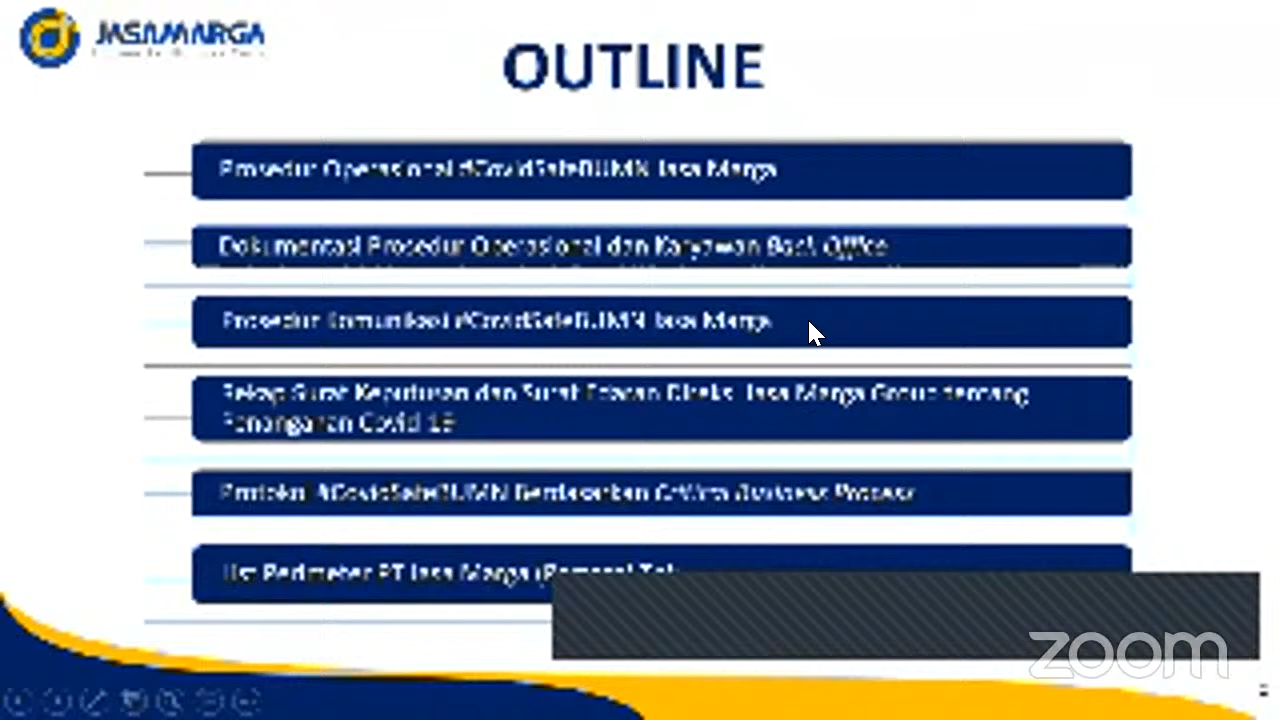 JASAMARGA
OUTLINE
Prosedur Operasional #CovidSafeBUMN Jasa Marga
Dokumentasi Prosedur Operasional dan Karyawan Back Office
Prosedur Komunikasi #CovidSafeBUMN Jasa Marga
Rekap Surat Keputusan dan Surat Edaran Direksi Jasa Marga Group tentang
Penanganan Covid 19
Protokol #CovidSafeBUMN Berdasarkan Critical Business Process
List Perimeter PT Jasa Marga (Persero) Tbk
zoom